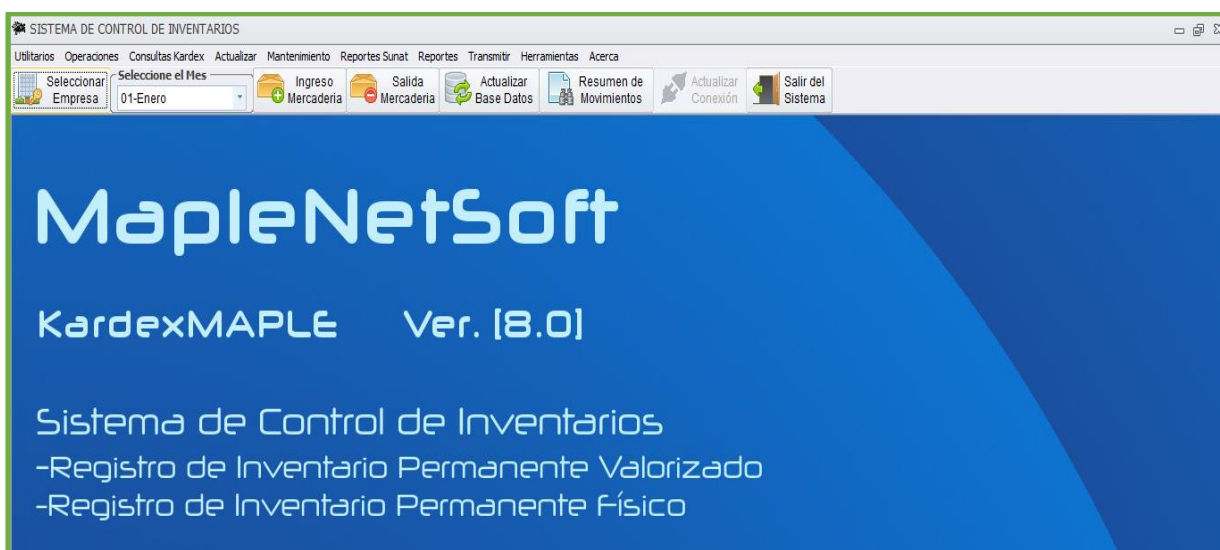 SISTEMA DE CONTROL DE INVENTARIOS
Utilitarios Operaciones Consultas Kardex Actualizar Mantenimiento Reportes Sunat Reportes Transmitir Herramientas Acerca
Seleccionar Empresa
Seleccione el Mes
01-Enero
Ingreso Mercaderia
Salida Mercaderia
Actualizar Base Datos
Resumen de Movimientos
Actualizar Conexión
Salir del Sistema
MapleNetSoft
KardexMAPLE Ver. [8.0]
Sistema de Control de Inventarios
-Registro de Inventario Permanente Valorizado
-Registro de Inventario Permanente Físico